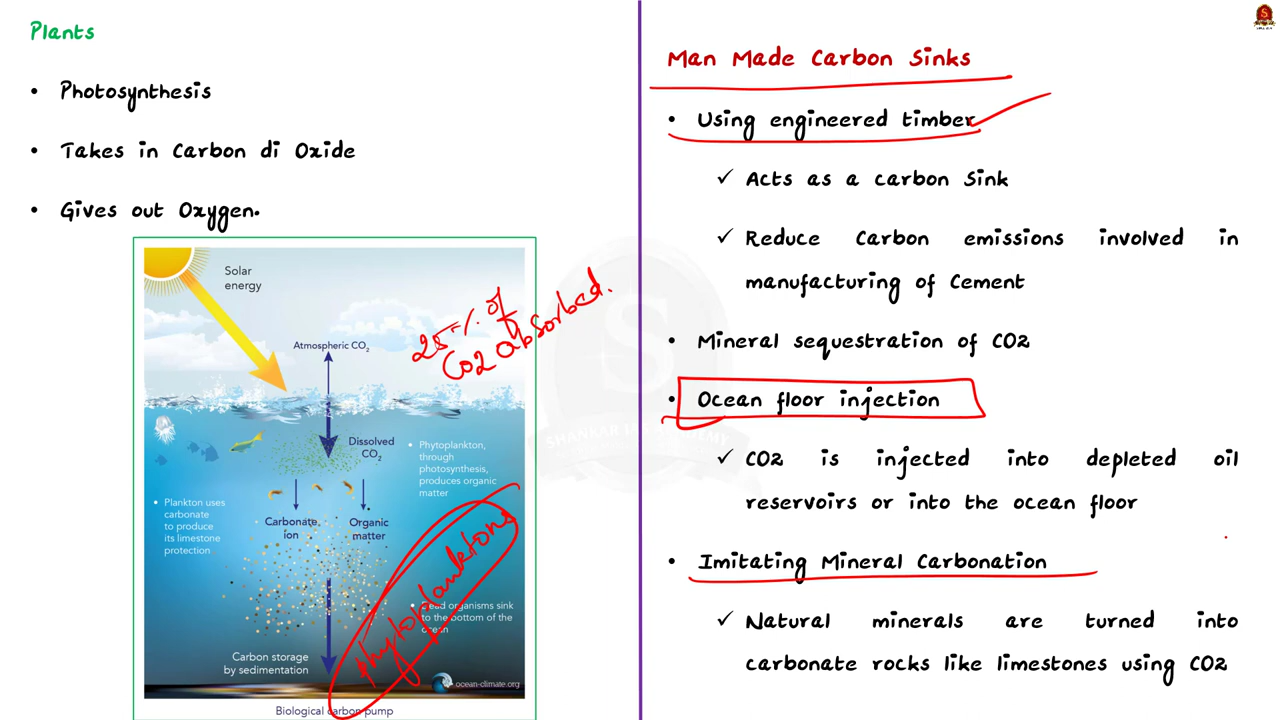 Plants
• Photosynthesis
• Takes in Carbon di Oxide
• Gives out Oxygen.
Solar
energy
Atmospheric CO2
25% of
CO2 absorbed.
Dissolved
CO2
• Phytoplankton,
through
photosynthesis,
produces organic
matter
• Plankton uses
carbonate
to produce
its limestone
protection
Carbonate
ion
Organic
matter
phytoplanktons
• Dead organisms sink
to the bottom of the
ocean
Carbon storage
by sedimentation
ocean-climate.org
Biological carbon pump
Man Made Carbon Sinks
• Using engineered timber
✓ Acts as a carbon Sink
✓ Reduce Carbon emissions involved in
manufacturing of Cement
• Mineral sequestration of CO2
• Ocean floor injection
✓ CO2 is injected into depleted oil
reservoirs or into the ocean floor
• Imitating Mineral Carbonation
✓ Natural minerals are turned into
carbonate rocks like limestones using CO2
SHANKAR IAS ACADEMY